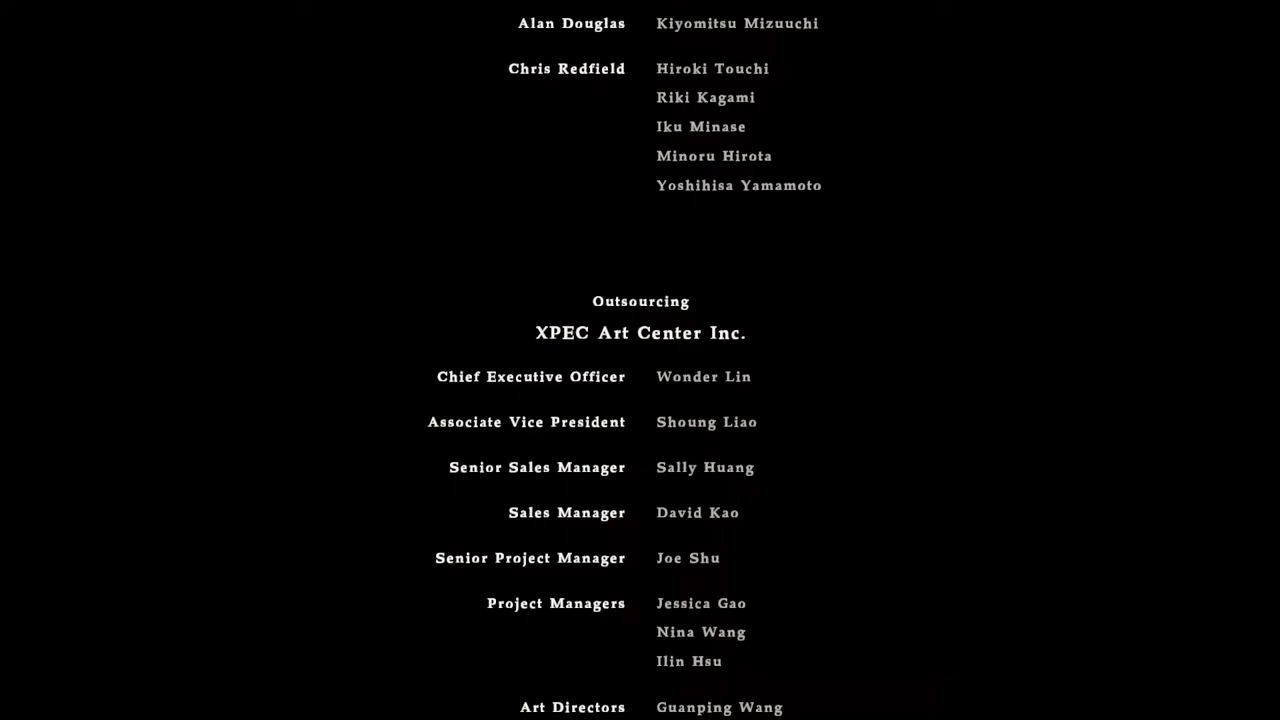 Alan Douglas Kiyomitsu Mizuuchi
Chris Redfield Hiroki Touchi
Riki Kagami
Iku Minase
Minoru Hirota
Yoshihisa Yamamoto
Outsourcing
XPEC Art Center Inc.
Chief Executive Officer Wonder Lin
Associate Vice President Shoung Liao
Senior Sales Manager Sally Huang
Sales Manager David Kao
Senior Project Manager Joe Shu
Project Managers Jessica Gao
Nina Wang
Ilin Hsu
Art Directors Guanping Wang